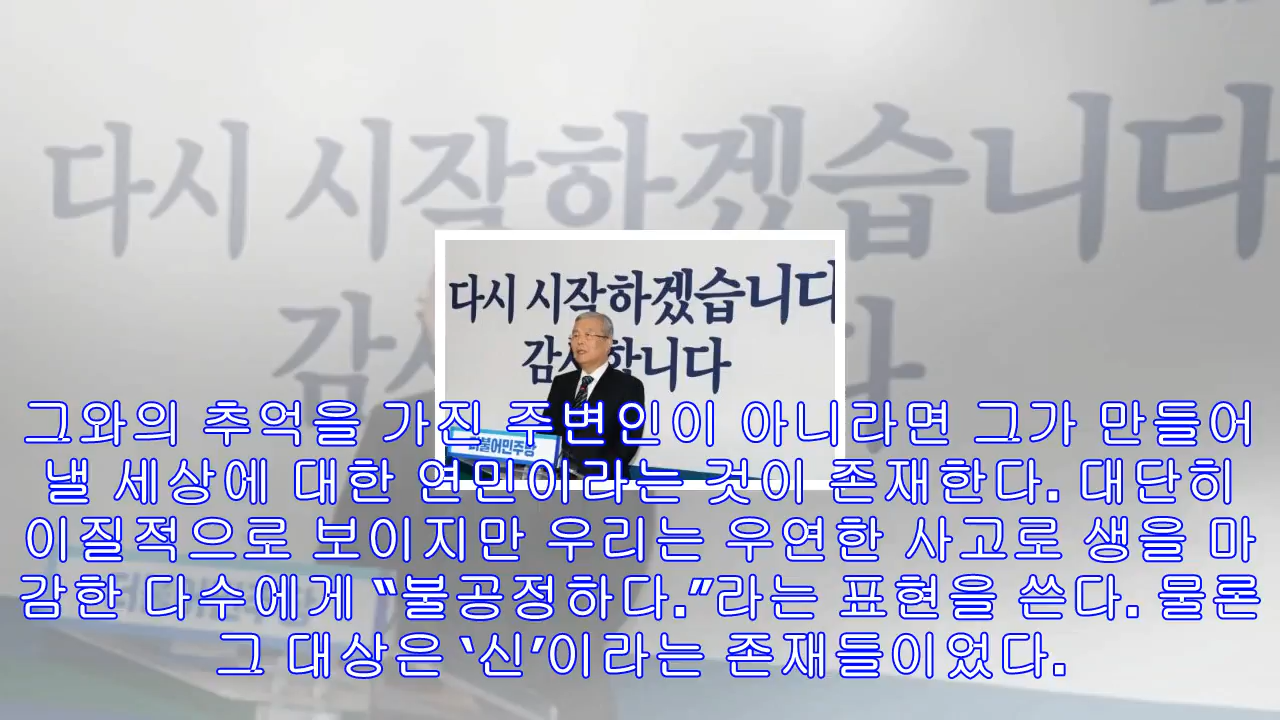 다시 시작하겠습니다
다시 시작하겠습니다
감사합니다
더불어민주당
그와의 추억을 가진 주변인이 아니라면 그가 만들어
낼 세상에 대한 연민이라는 것이 존재한다. 대단히
이질적으로 보이지만 우리는 우연한 사고로 생을 마
감한 다수에게 “불공정하다.”라는 표현을 쓴다. 물론
그 대상은 ‘신’이라는 존재들이었다.